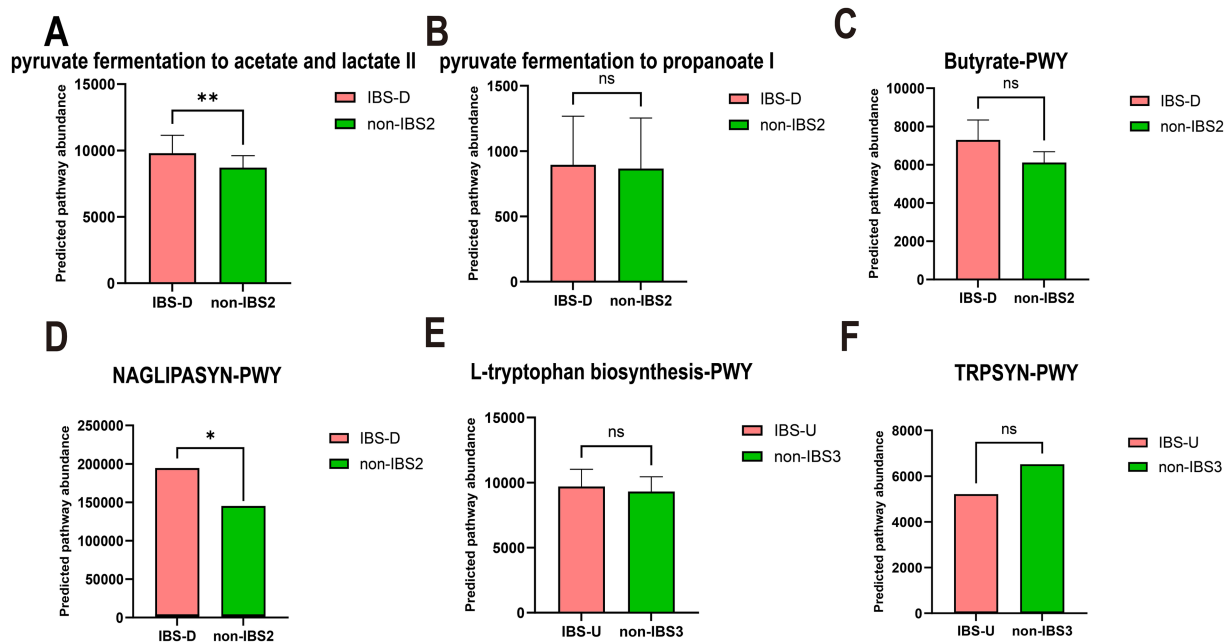 A
pyruvate fermentation to acetate and lactate II
Predicted pathway abundance
15000
10000
5000
0
**
IBS-D
non-IBS2
IBS-D
non-IBS2
B
pyruvate fermentation to propanoate I
Predicted pathway abundance
1500
1000
500
0
ns
IBS-D
non-IBS2
IBS-D
non-IBS2
C
Butyrate-PWY
Predicted pathway abundance
10000
8000
6000
4000
2000
0
ns
IBS-D
non-IBS2
IBS-D
non-IBS2
D
NAGLIPASYN-PWY
Predicted pathway abundance
250000
200000
150000
100000
50000
0
*
IBS-D
non-IBS2
IBS-D
non-IBS2
E
L-tryptophan biosynthesis-PWY
Predicted pathway abundance
15000
10000
5000
0
ns
IBS-U
non-IBS3
IBS-U
non-IBS3
F
TRPSYN-PWY
Predicted pathway abundance
8000
6000
4000
2000
0
ns
IBS-U
non-IBS3
IBS-U
non-IBS3